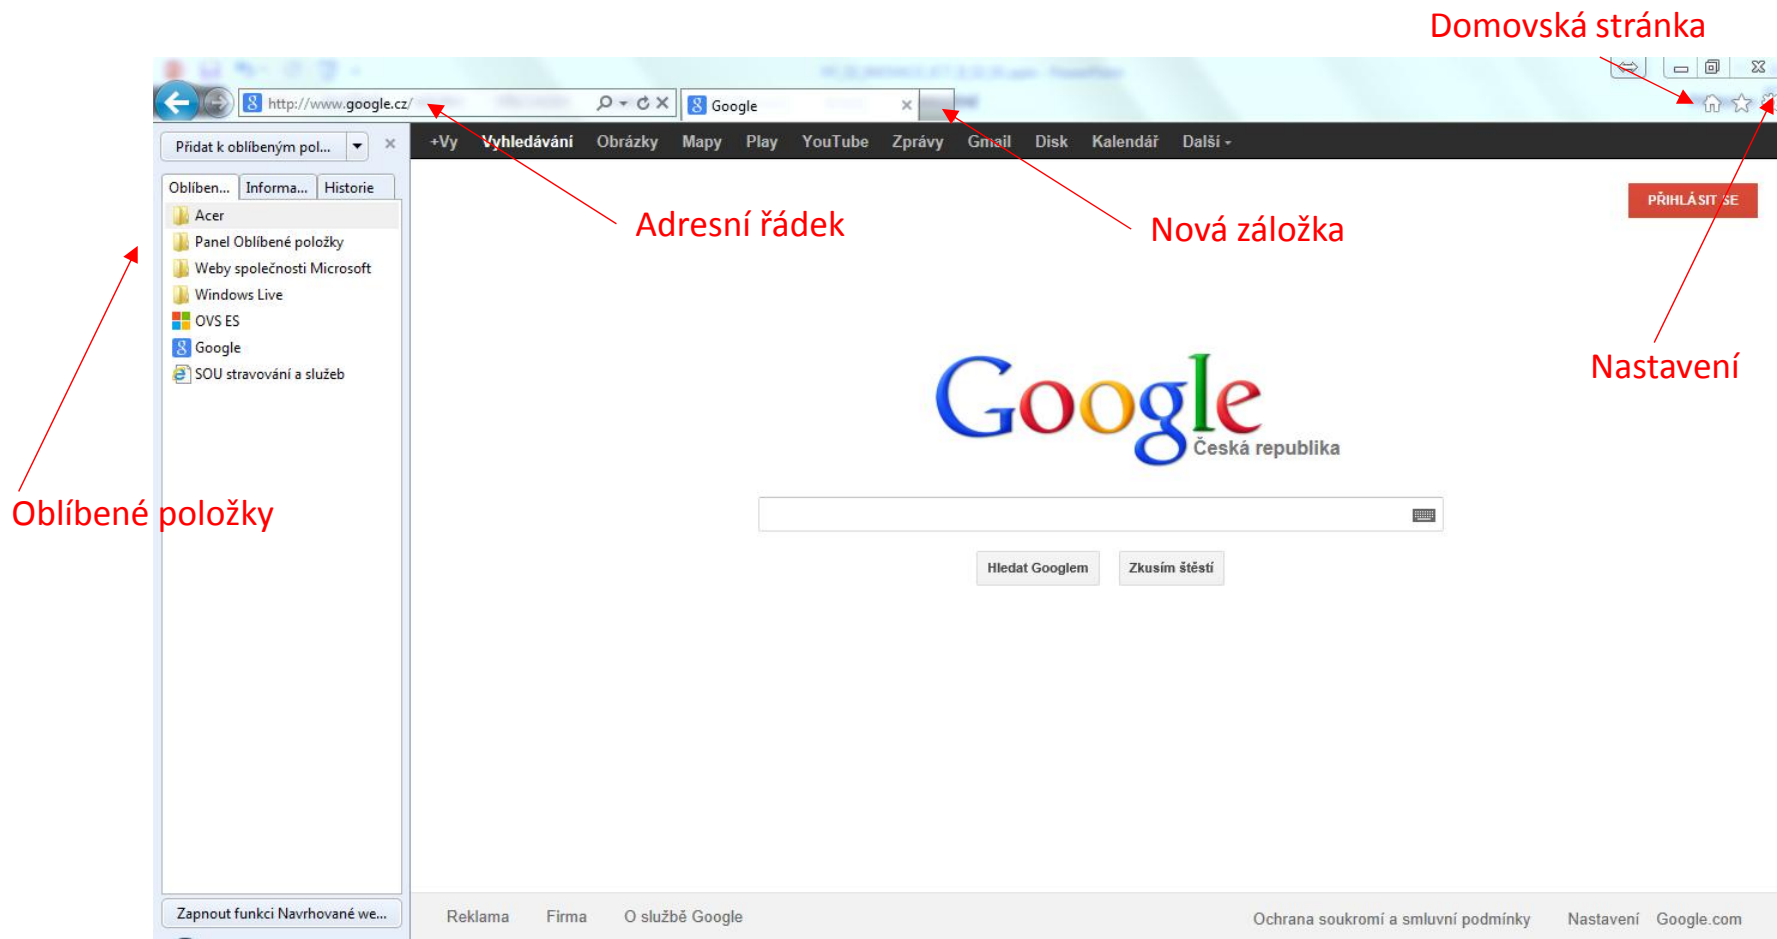 Domovská stránka
http://www.google.cz/
Google
Přidat k oblíbeným pol...
+Vy Vyhledávání Obrázky Mapy Play YouTube Zprávy Gmail Disk Kalendář Další
Oblíben... Informa... Historie
PŘIHLÁSIT SE
Acer
Panel Oblíbené položky
Weby společnosti Microsoft
Windows Live
OVS ES
Google
SOU stravování a služeb
Adresní řádek
Nová záložka
Nastavení
Google
Česká republika
Oblíbené položky
Hledat Googlem
Zkusím štěstí
Zapnout funkci Navrhované we...
Reklama Firma O službě Google
Ochrana soukromí a smluvní podmínky Nastavení Google.com